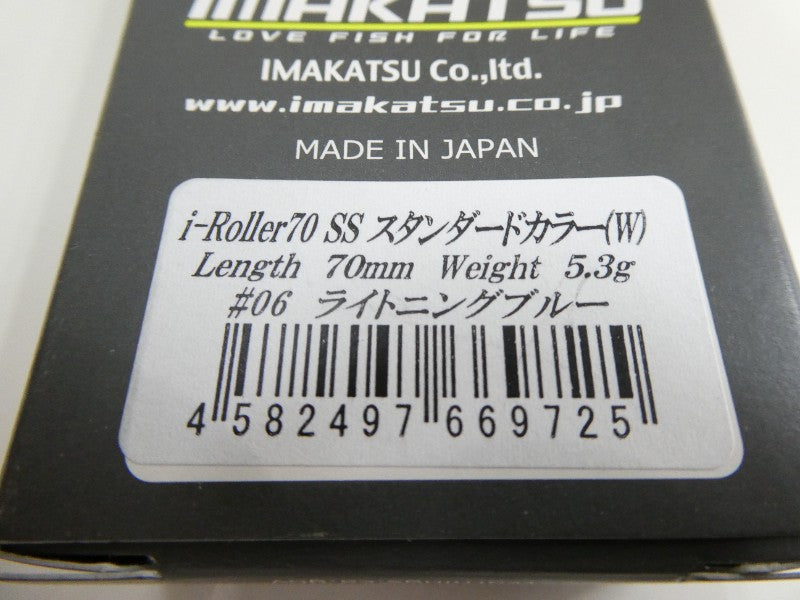 IMAKATSU
LOVE FISH FOR LIFE
IMAKATSU Co.,ltd.
www.imakatsu.co.jp
MADE IN JAPAN
i-Roller70 SS スタンダードカラー(W)
Length 70mm Weight 5.3g
#06 ライトニングブルー
4 582497 669725